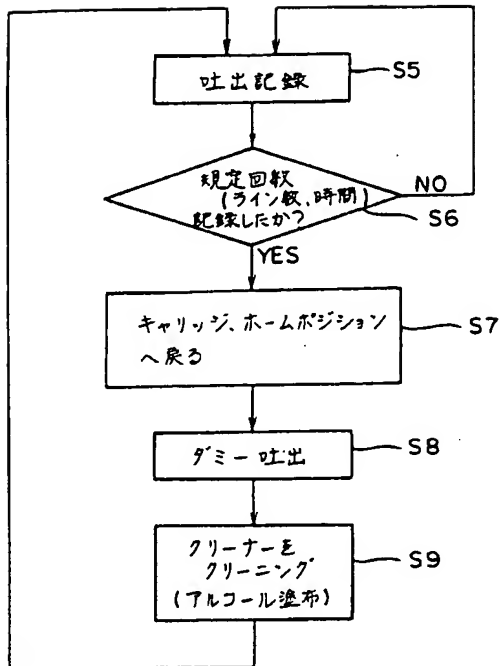 吐出記録
S5
規定回数
(ライン数、時間)
記録したか?
NO
S6
YES
キャリッジ、ホームポジション
へ戻る
S7
ダミー吐出
S8
クリーナーを
クリーニング
(アルコール塗布)
S9